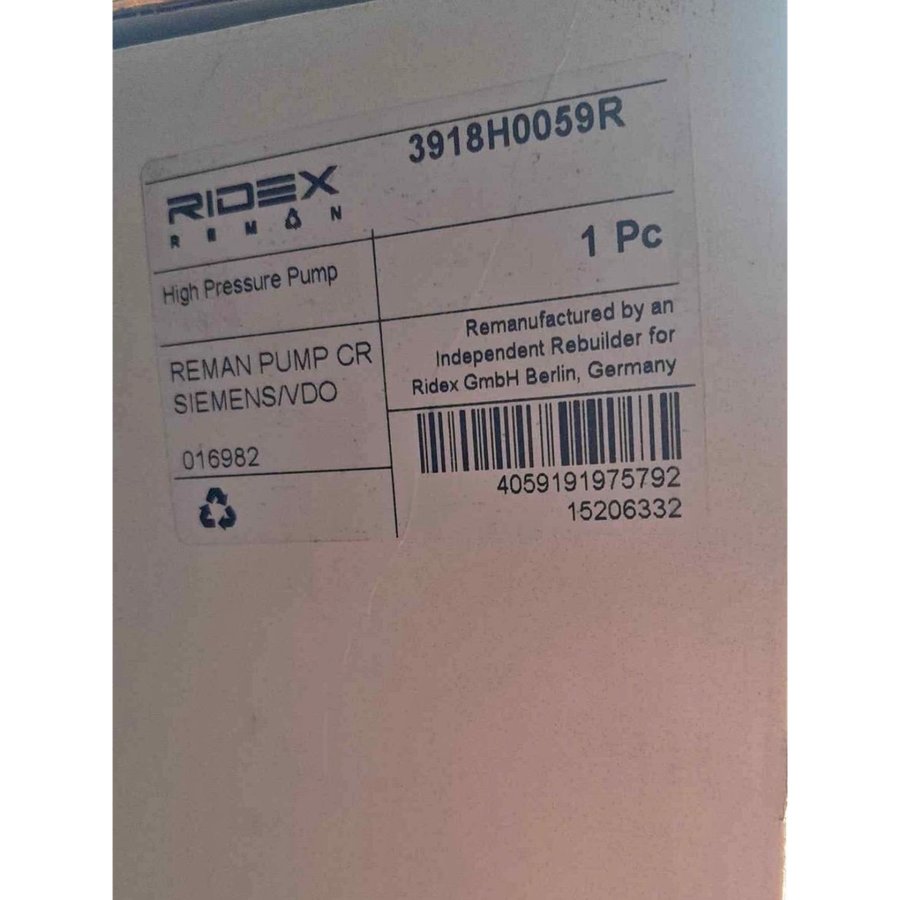 3918H0059R
RIDEX
REMAN
1 Pc
High Pressure Pump
Remanufactured by an
Independent Rebuilder for
Ridex GmbH Berlin, Germany
REMAN PUMP CR
SIEMENS/VDO
016982
4059191975792
15206332